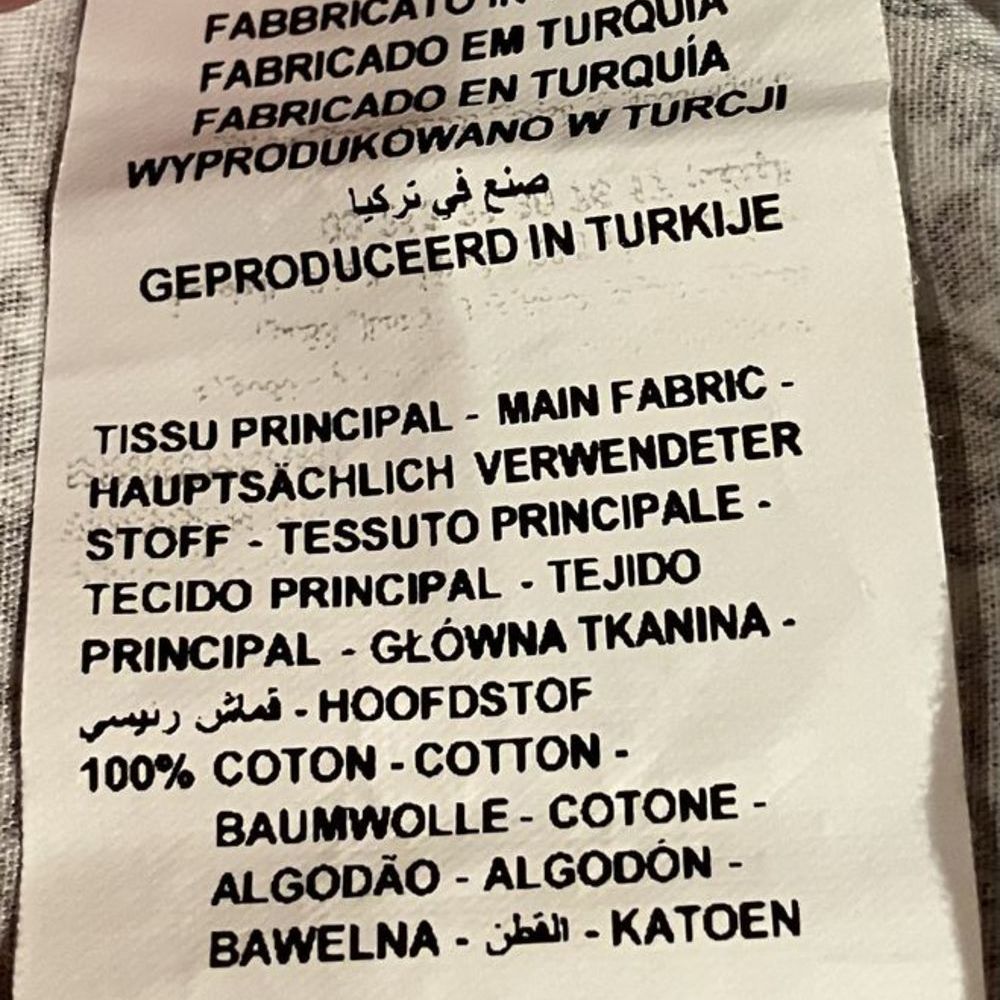 FABBRICATO IN
FABRICADO EM TURQUIA
FABRICADO EN TURQUÍA
WYPRODUKOWANO W TURCJI
صنع في تركيا
GEPRODUCEERD IN TURKIJE
TISSU PRINCIPAL - MAIN FABRIC -
HAUPTSÄCHLICH VERWENDETER
STOFF - TESSUTO PRINCIPALE -
TECIDO PRINCIPAL - TEJIDO
PRINCIPAL - GŁÓWNA TKANINA -
قماش رئيسي - HOOFDSTOF
100% COTON - COTTON -
BAUMWOLLE - COTONE -
ALGODÃO - ALGODÓN -
BAWELNA - القطن - KATOEN